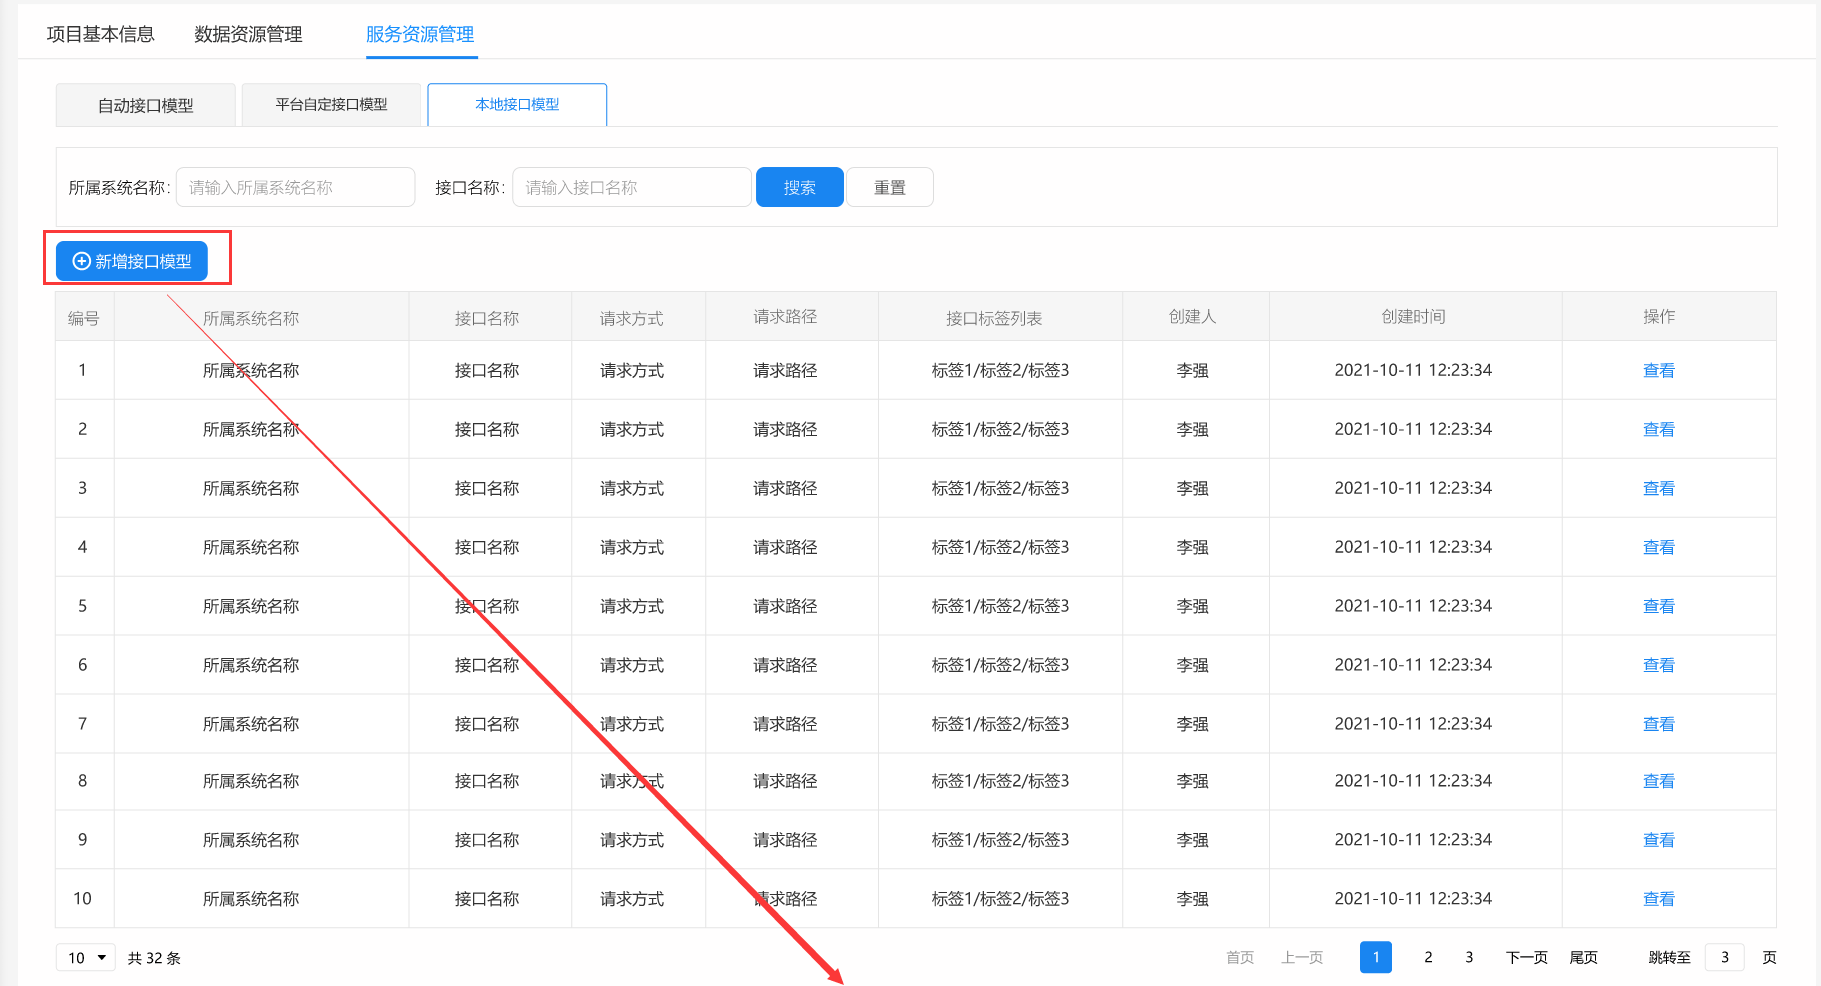 项目基本信息 数据资源管理 服务资源管理
自动接口模型 平台自定接口模型 本地接口模型
所属系统名称: 请输入所属系统名称 接口名称: 请输入接口名称 搜索 重置
新增接口模型
编号 所属系统名称 接口名称 请求方式 请求路径 接口标签列表 创建人 创建时间 操作
1 所属系统名称 接口名称 请求方式 请求路径 标签1/标签2/标签3 李强 2021-10-11 12:23:34 查看
2 所属系统名称 接口名称 请求方式 请求路径 标签1/标签2/标签3 李强 2021-10-11 12:23:34 查看
3 所属系统名称 接口名称 请求方式 请求路径 标签1/标签2/标签3 李强 2021-10-11 12:23:34 查看
4 所属系统名称 接口名称 请求方式 请求路径 标签1/标签2/标签3 李强 2021-10-11 12:23:34 查看
5 所属系统名称 接口名称 请求方式 请求路径 标签1/标签2/标签3 李强 2021-10-11 12:23:34 查看
6 所属系统名称 接口名称 请求方式 请求路径 标签1/标签2/标签3 李强 2021-10-11 12:23:34 查看
7 所属系统名称 接口名称 请求方式 请求路径 标签1/标签2/标签3 李强 2021-10-11 12:23:34 查看
8 所属系统名称 接口名称 请求方式 请求路径 标签1/标签2/标签3 李强 2021-10-11 12:23:34 查看
9 所属系统名称 接口名称 请求方式 请求路径 标签1/标签2/标签3 李强 2021-10-11 12:23:34 查看
10 所属系统名称 接口名称 请求方式 请求路径 标签1/标签2/标签3 李强 2021-10-11 12:23:34 查看
10 共 32 条 首页 上一页 1 2 3 下一页 尾页 跳转至 3 页